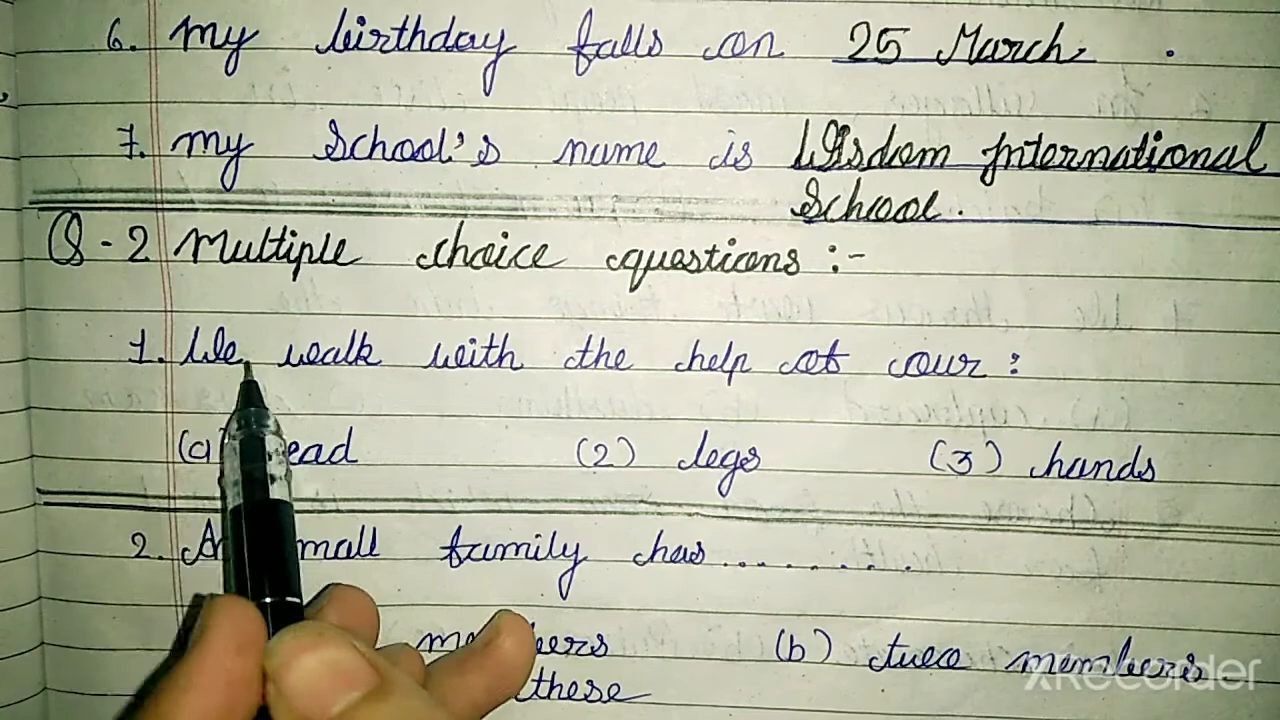 6. My birthday falls on 25 March .
7. My School's name is Wisdom International
School.
Q-2 Multiple choice questions :-
1. We walk with the help of our :
(a) ead (2) legs (3) hands
2. A mall family has .........
(b) two members.
these
XRecorder